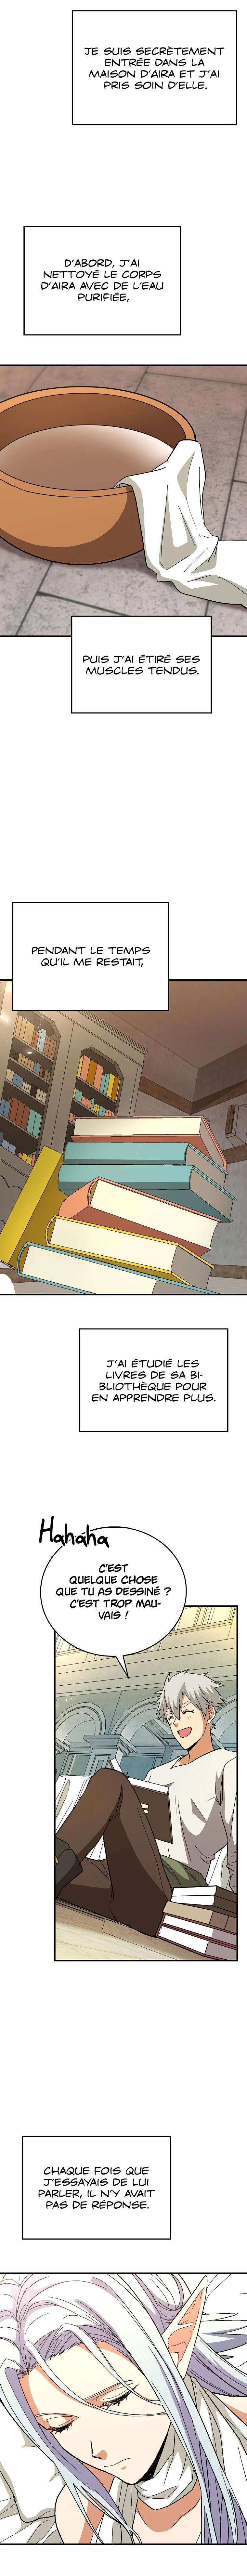 JE SUIS SECRÈTEMENT
ENTRÉE DANS LA
MAISON D'AIRA ET J'AI
PRIS SOIN D'ELLE.
D'ABORD, J'AI
NETTOYÉ LE CORPS
D'AIRA AVEC DE L'EAU
PURIFIÉE,
PUIS J'AI ÉTIRÉ SES
MUSCLES TENDUS.
PENDANT LE TEMPS
QU'IL ME RESTAIT,
J'AI ÉTUDIÉ LES
LIVRES DE SA BI-
BLIOTHÈQUE POUR
EN APPRENDRE PLUS.
Hahaha
C'EST
QUELQUE CHOSE
QUE TU AS DESSINÉ ?
C'EST TROP MAU-
VAIS !
CHAQUE FOIS QUE
J'ESSAYAIS DE LUI
PARLER, IL N'Y AVAIT
PAS DE RÉPONSE.